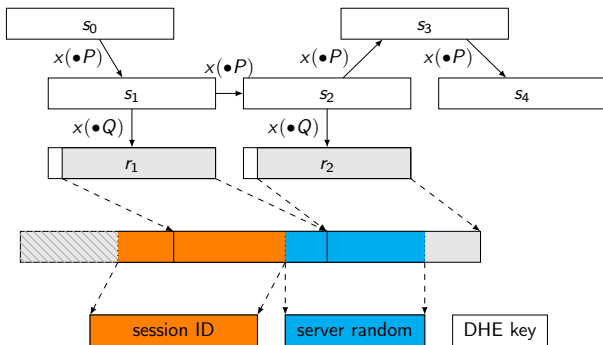 s₀
s₃
x(•P)
x(•P)
x(•P)
x(•P)
s₁
s₂
s₄
x(•Q)
x(•Q)
r₁
r₂
session ID
server random
DHE key